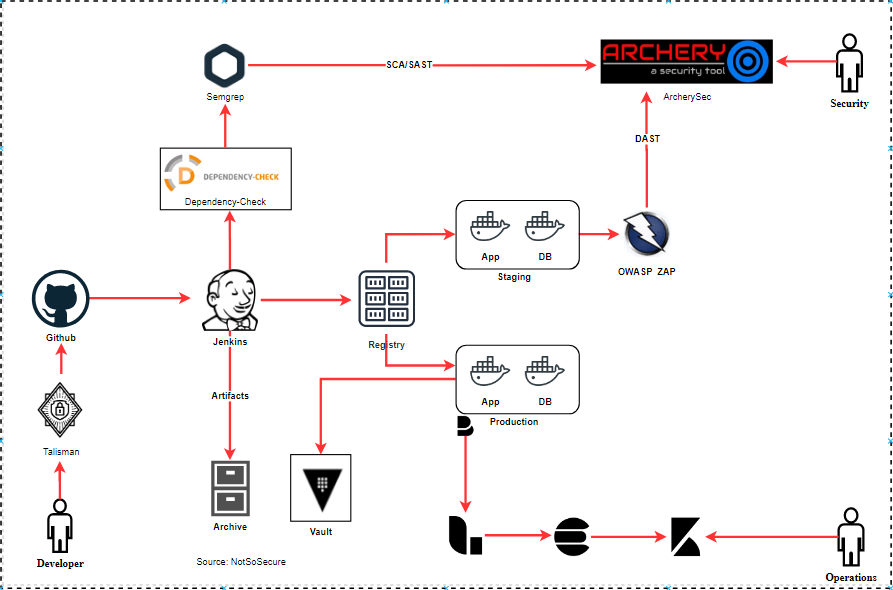 ARCHERY
a security tool
SCA/SAST
Semgrep
ArcherySec
Security
DAST
D
DEPENDENCY-CHECK
Dependency-Check
App
DB
Staging
OWASP ZAP
Github
Jenkins
Registry
Artifacts
App
DB
Production
Talisman
Archive
Vault
Developer
Source: NotSoSecure
Operations